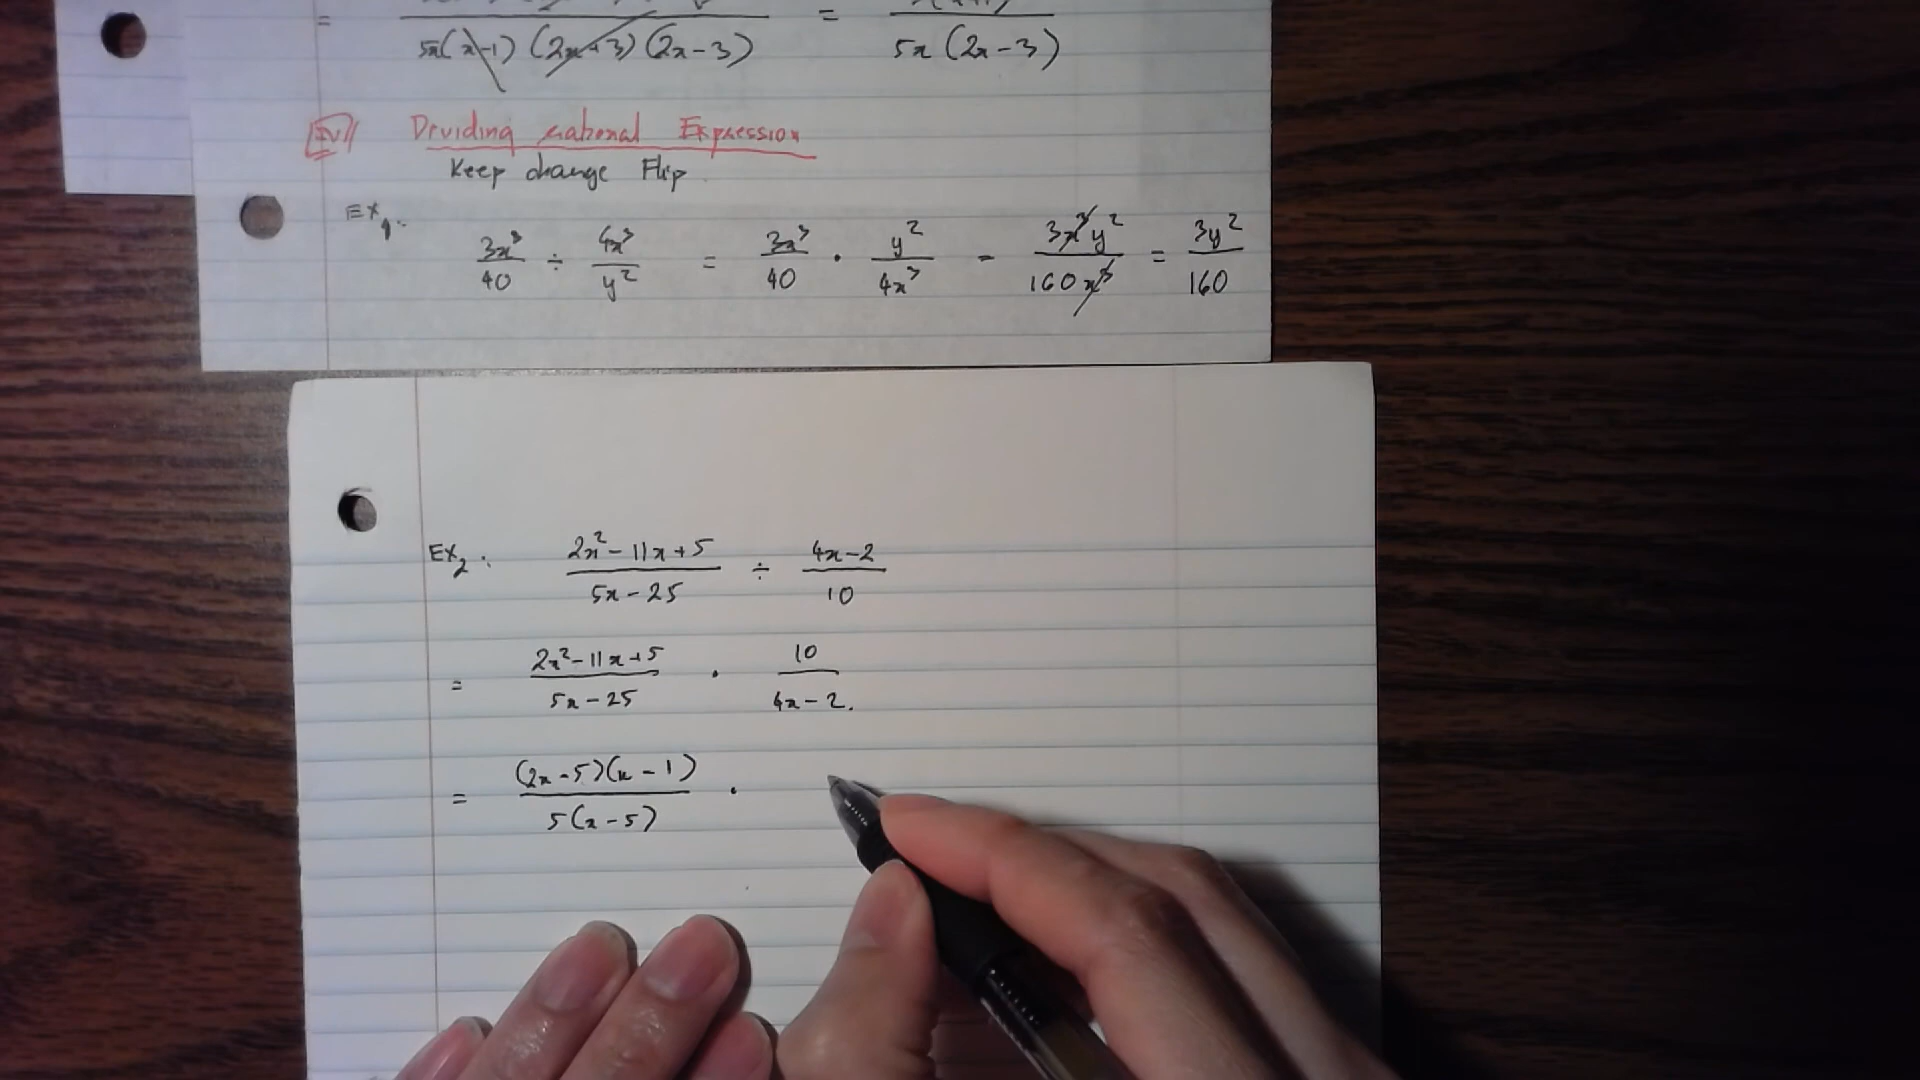 = 5x(x-1) (2x+3) (2x-3) = 5x (2x-3)
IV Dividing rational Expression
Keep change Flip
EX1. 3x³/40 ÷ 4x³/y² = 3x³/40 · y²/4x³ - 3x³y²/160x³ = 3y²/160
EX2: 2x²-11x+5/5x-25 ÷ 4x-2/10
= 2x²-11x+5/5x-25 · 10/4x-2.
= (2x-5)(x-1)/5(x-5) ·